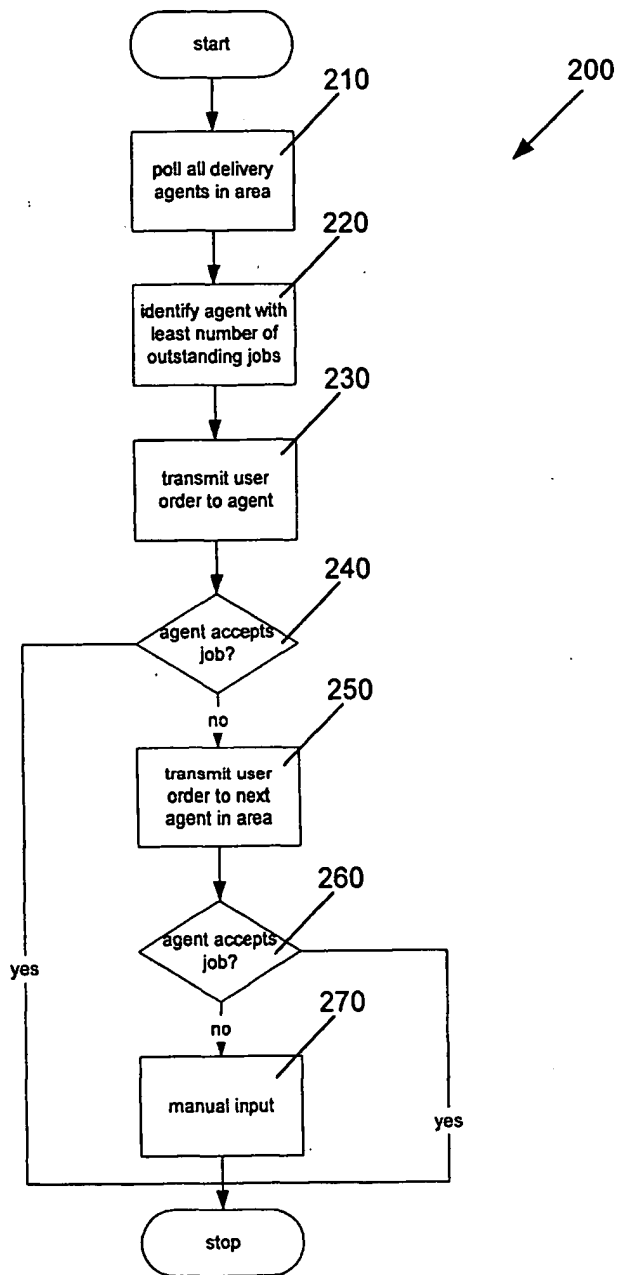 start
210
200
poll all delivery
agents in area
220
identify agent with
least number of
outstanding jobs
230
transmit user
order to agent
240
agent accepts
job?
no
250
transmit user
order to next
agent in area
260
agent accepts
job?
yes
no
270
manual input
yes
stop